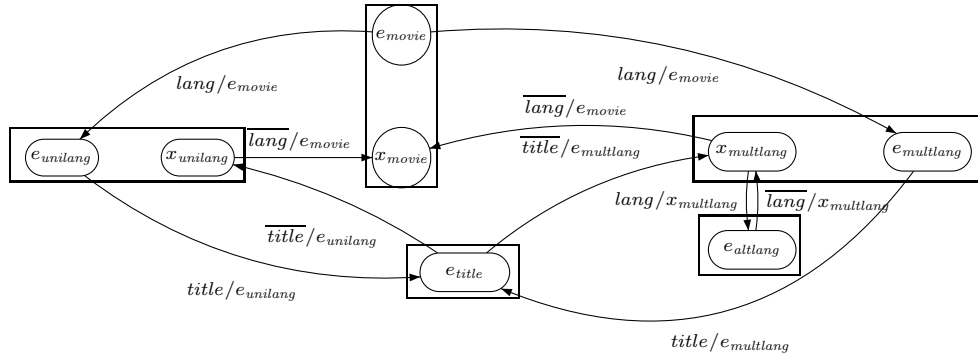 e_movie
lang/e_movie
lang/e_movie
\overline{lang}/e_movie
\overline{lang}/e_movie
\overline{title}/e_multlang
e_unilang
x_unilang
x_movie
x_multlang
e_multlang
lang/x_multlang
\overline{lang}/x_multlang
\overline{title}/e_unilang
e_altlang
e_title
title/e_unilang
title/e_multlang